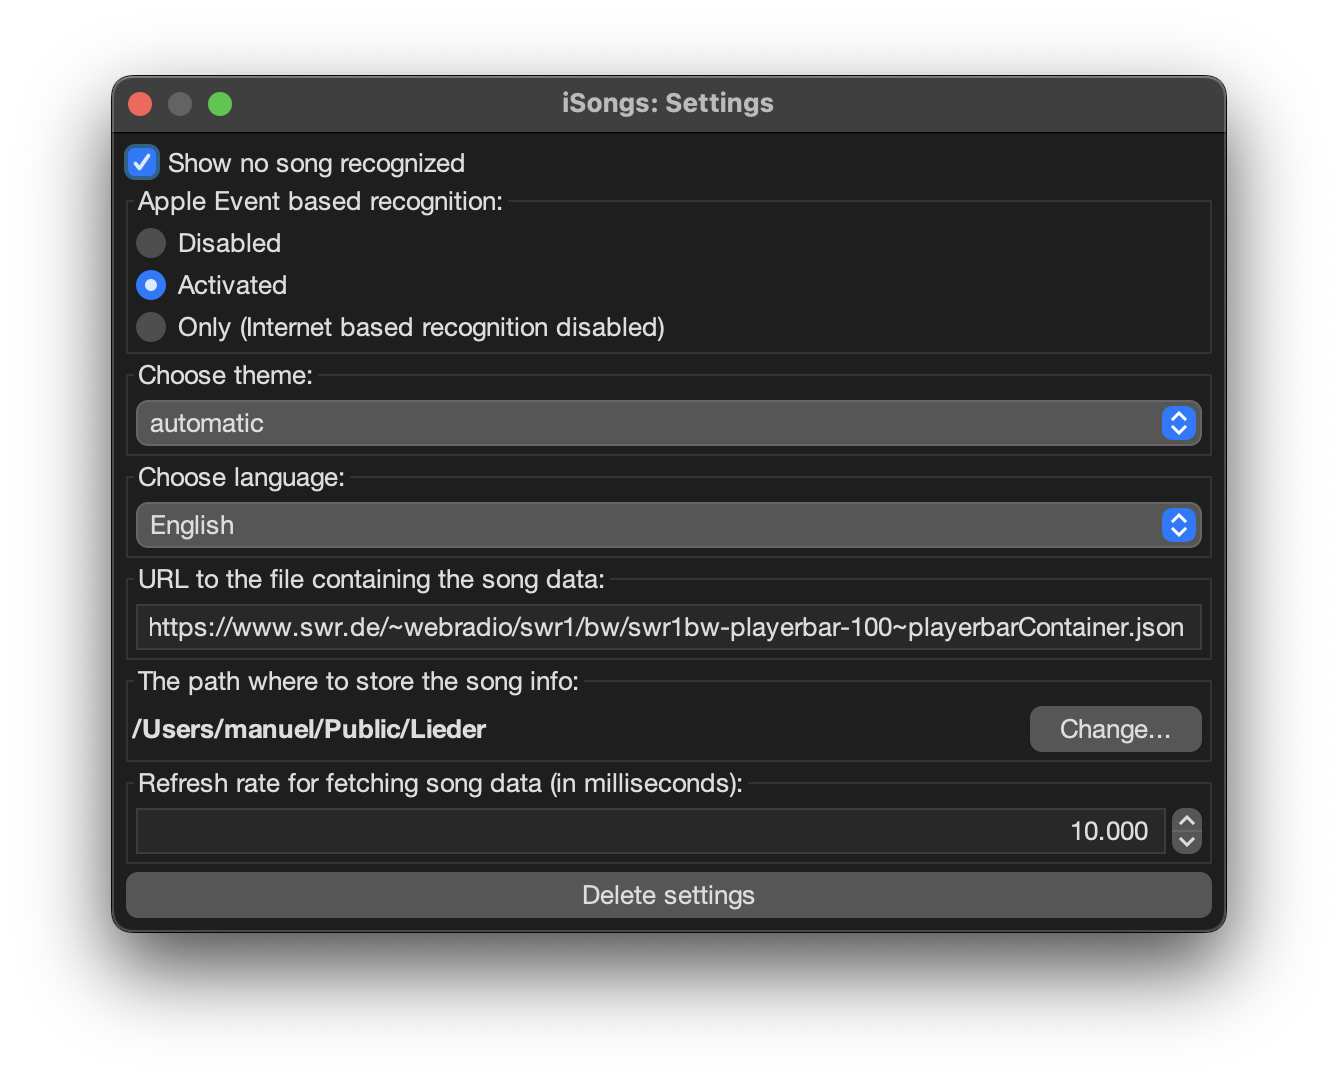 iSongs: Settings
Show no song recognized
Apple Event based recognition:
Disabled
Activated
Only (Internet based recognition disabled)
Choose theme:
automatic
Choose language:
English
URL to the file containing the song data:
https://www.swr.de/~webradio/swr1/bw/swr1bw-playerbar-100~playerbarContainer.json
The path where to store the song info:
/Users/manuel/Public/Lieder
Change...
Refresh rate for fetching song data (in milliseconds):
10.000
Delete settings